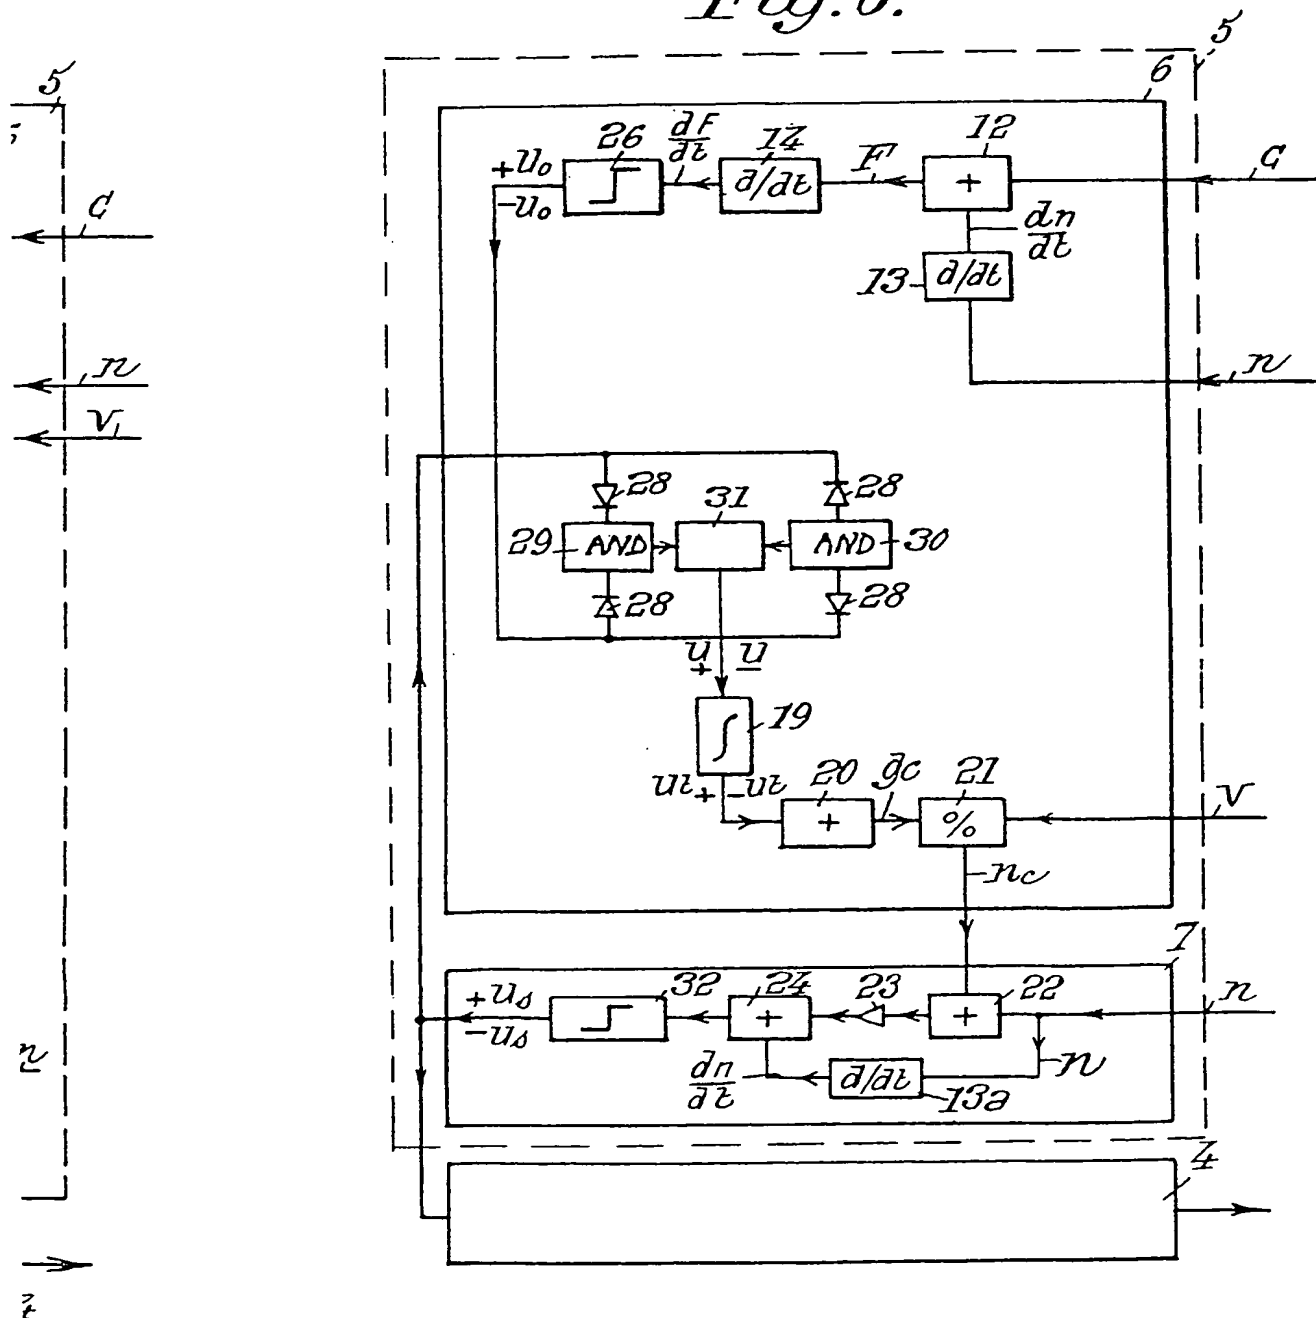 5
G
n
V
n
5
6
26
+u₀
-u₀
dF/dt
14
d/dt
F
12
+
G
dn/dt
13
d/dt
n
28
31
28
29
AND
AND
30
28
28
u+
u-
19
∫
ut+
-ut
20
+
gc
21
%
V
nc
7
+us
-us
32
24
+
23
22
+
n
n
dn/dt
d/dt
13a
4